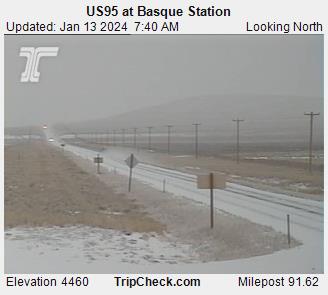 US95 at Basque Station
Updated: Jan 13 2024 7:40 AM Looking North
Elevation 4460 TripCheck.com Milepost 91.62